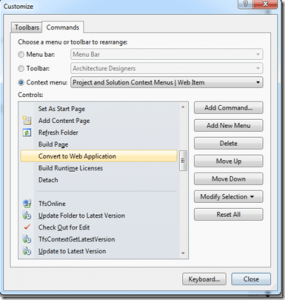 Customize
Toolbars Commands
Choose a menu or toolbar to rearrange:
Menu bar: Menu Bar
Toolbar: Architecture Designers
Context menu: Project and Solution Context Menus | Web Item
Controls:
Set As Start Page
Add Content Page
Refresh Folder
Build Page
Convert to Web Application
Build Runtime Licenses
Detach
TfsOnline
Update Folder to Latest Version
Check Out for Edit
TfsContextGetLatestVersion
Update to Latest Version
Add Command...
Add New Menu
Delete
Move Up
Move Down
Modify Selection
Reset All
Keyboard... Close